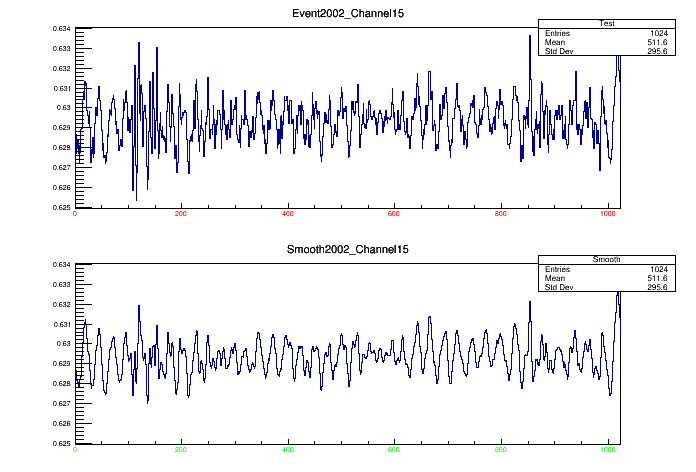 Event2002_Channel15
Test
Entries 1024
Mean 511.6
Std Dev 295.6
0.634
0.633
0.632
0.631
0.63
0.629
0.628
0.627
0.626
0.625
0 200 400 600 800 1000
Smooth2002_Channel15
Smooth
Entries 1024
Mean 511.6
Std Dev 295.6
0.634
0.633
0.632
0.631
0.63
0.629
0.628
0.627
0.626
0.625
0 200 400 600 800 1000